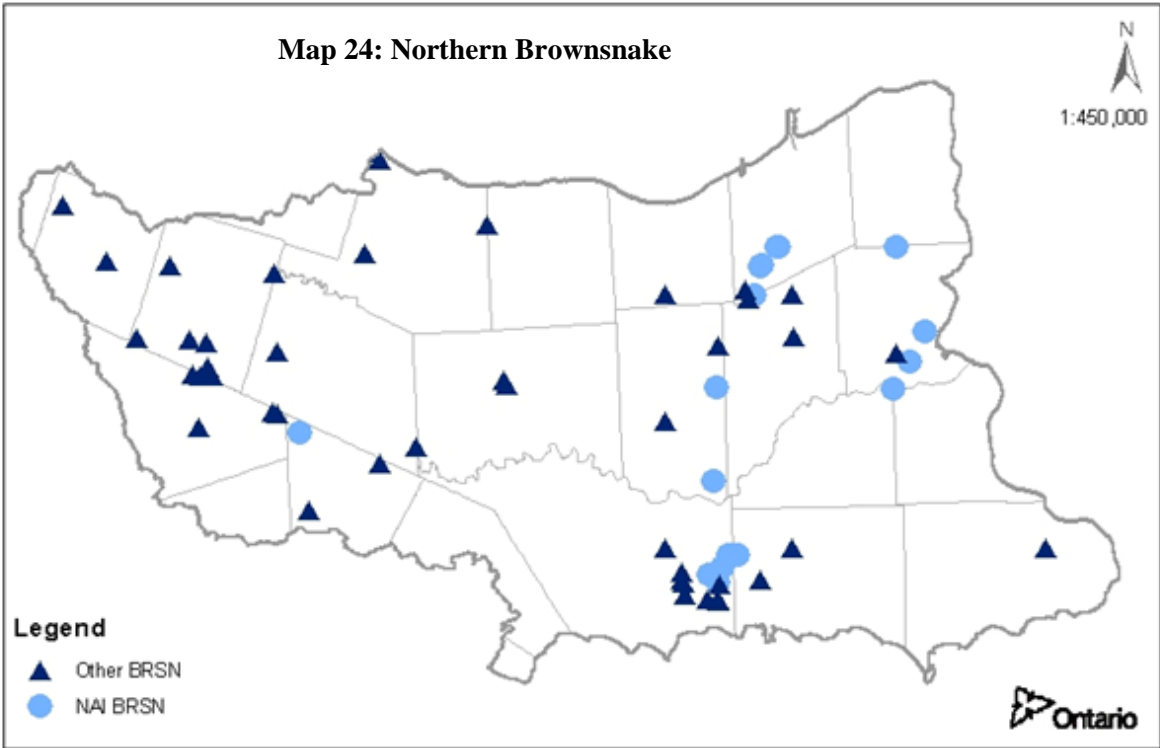 Map 24: Northern Brownsnake
N
1:450,000
Legend
Other BRSN
NAI BRSN
Ontario